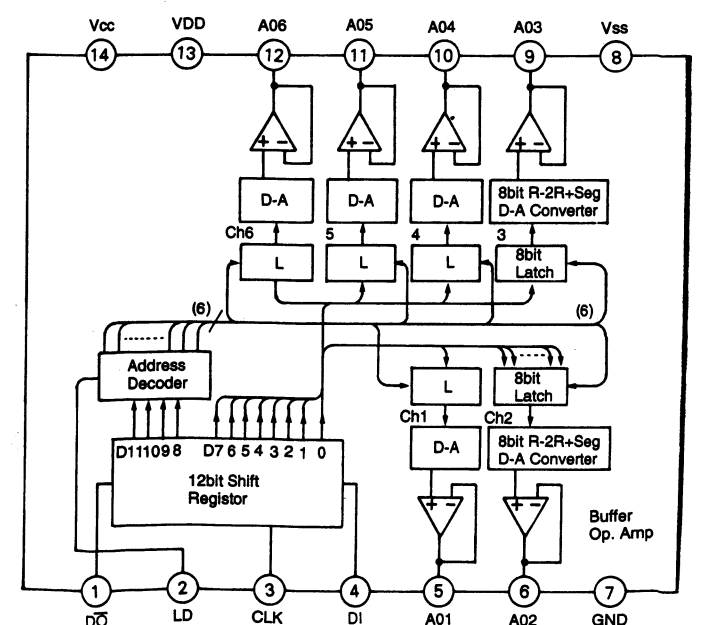 Vcc VDD A06 A05 A04 A03 Vss
14 13 12 11 10 9 8
+ − + − + − + −
D-A D-A D-A 8bit R-2R+Seg
D-A Converter
Ch6 5 4 3
L L L 8bit
Latch
(6) (6)
Address
Decoder
L 8bit
Latch
Ch1 Ch2
D-A 8bit R-2R+Seg
D-A Converter
D11 10 9 8 D7 6 5 4 3 2 1 0
12bit Shift
Registor
+ − + −
Buffer
Op. Amp
1 2 3 4 5 6 7
DO LD CLK DI A01 A02 GND